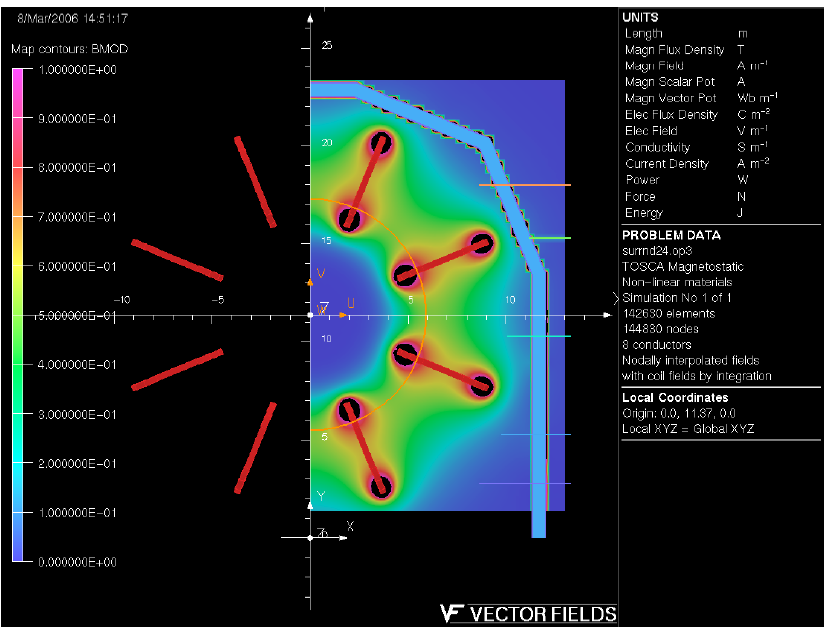 8/Mar/2006 14:51:17
Map contours: BMOD
1.000000E+00
9.000000E-01
8.000000E-01
7.000000E-01
6.000000E-01
5.000000E-01
4.000000E-01
3.000000E-01
2.000000E-01
1.000000E-01
0.000000E+00
25
20
15
10
5
-10
-5
5
10
V
U
W
Z
Y
X
Z
UNITS
Length m
Magn Flux Density T
Magn Field A m⁻¹
Magn Scalar Pot A
Magn Vector Pot Wb m⁻¹
Elec Flux Density C m⁻²
Elec Field V m⁻¹
Conductivity S m⁻¹
Current Density A m⁻²
Power W
Force N
Energy J
PROBLEM DATA
surrnd24.op3
TOSCA Magnetostatic
Non-linear materials
Simulation No 1 of 1
142630 elements
144880 nodes
8 conductors
Nodally interpolated fields
with coil fields by integration
Local Coordinates
Origin: 0.0, 11.37, 0.0
Local XYZ = Global XYZ
VF VECTOR FIELDS